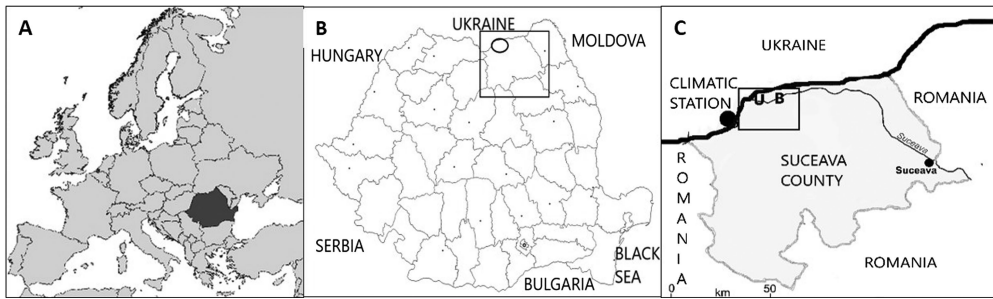 A
B
UKRAINE
HUNGARY
MOLDOVA
SERBIA
BULGARIA
BLACK
SEA
C
UKRAINE
CLIMATIC
STATION
U B
ROMANIA
Suceava
Suceava
SUCEAVA
COUNTY
ROMANIA
ROMANIA
0 km 50